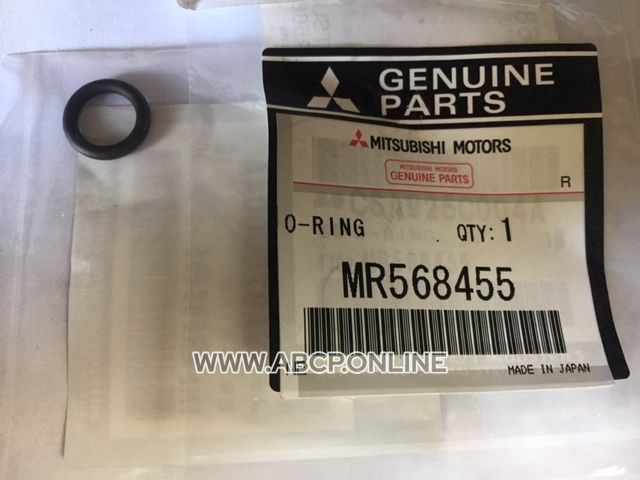 GENUINE
PARTS
MITSUBISHI MOTORS
MITSUBISHI MOTORS
GENUINE PARTS
R
O-RING QTY: 1
MR568455
WWW.ABCP.ONLINE
MADE IN JAPAN